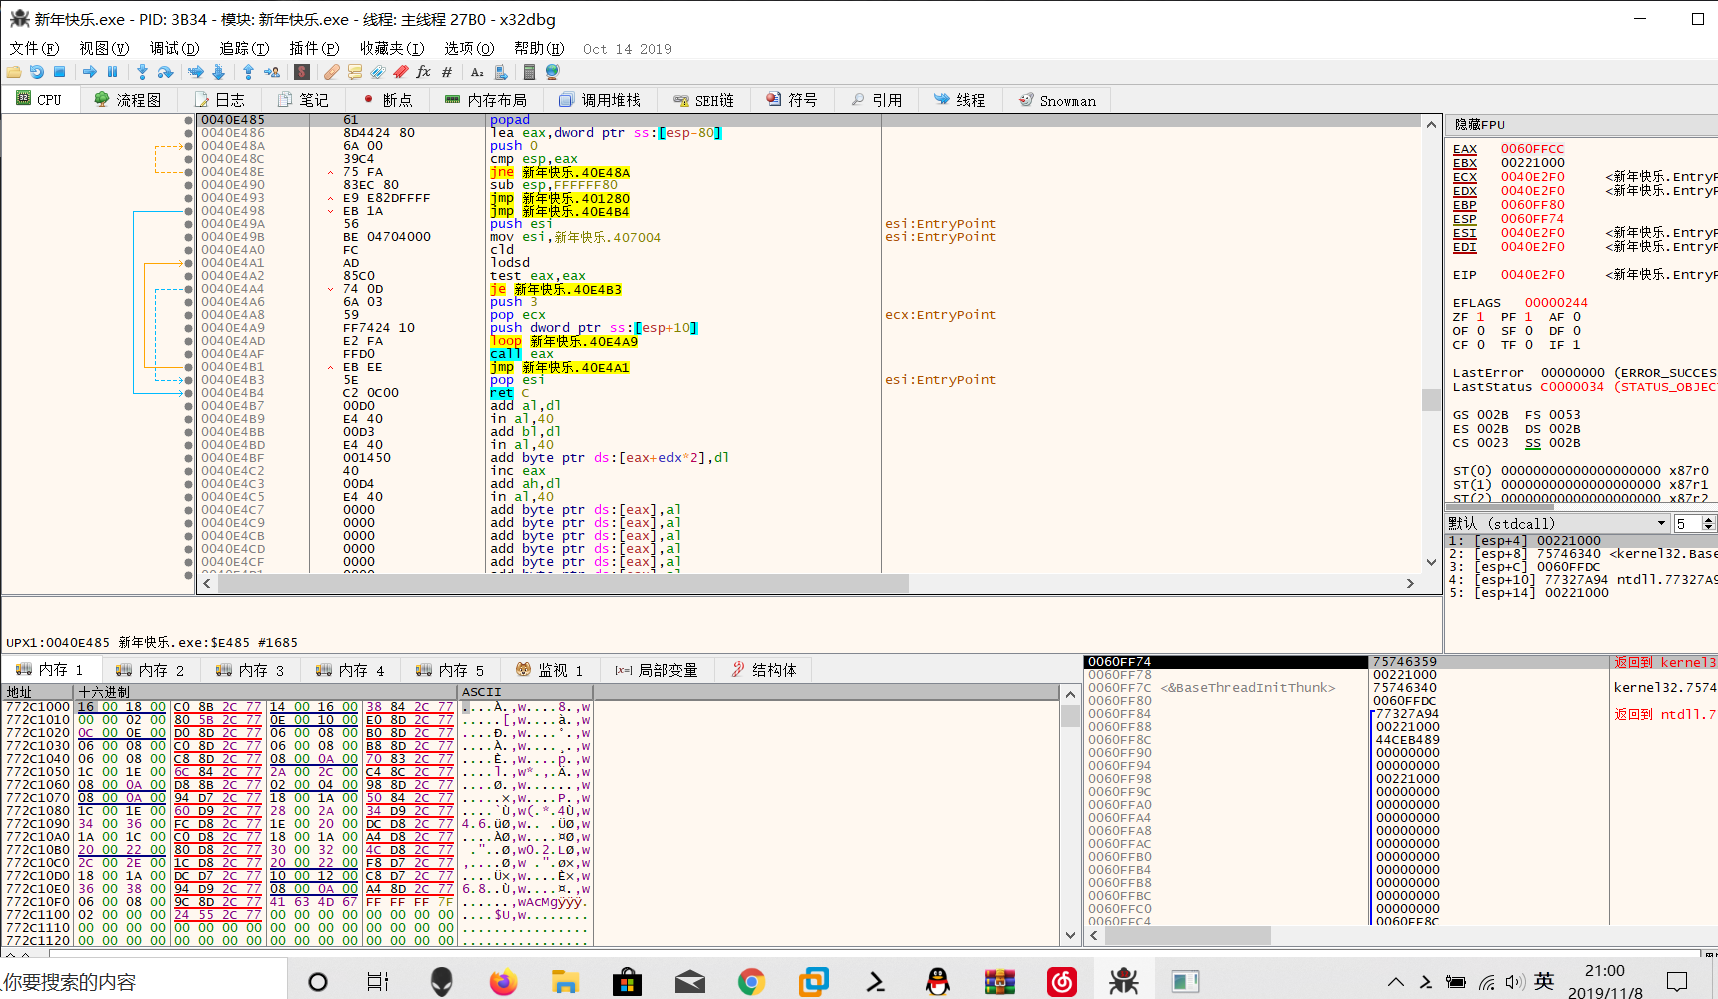 新年快乐.exe - PID: 3B34 - 模块: 新年快乐.exe - 线程: 主线程 27B0 - x32dbg
文件(F) 视图(V) 调试(D) 追踪(T) 插件(P) 收藏夹(I) 选项(O) 帮助(H) Oct 14 2019
CPU 流程图 日志 笔记 断点 内存布局 调用堆栈 SEH链 符号 引用 线程 Snowman
0040E485 61 popad
0040E486 8D4424 80 lea eax,dword ptr ss:[esp-80]
0040E48A 6A 00 push 0
0040E48C 39C4 cmp esp,eax
0040E48E 75 FA jne 新年快乐.40E48A
0040E490 83EC 80 sub esp,FFFFFF80
0040E493 E9 E82DFFFF jmp 新年快乐.401280
0040E498 EB 1A jmp 新年快乐.40E4B4
0040E49A 56 push esi esi:EntryPoint
0040E49B BE 04704000 mov esi,新年快乐.407004 esi:EntryPoint
0040E4A0 FC cld
0040E4A1 AD lodsd
0040E4A2 85C0 test eax,eax
0040E4A4 74 0D je 新年快乐.40E4B3
0040E4A6 6A 03 push 3
0040E4A8 59 pop ecx ecx:EntryPoint
0040E4A9 FF7424 10 push dword ptr ss:[esp+10]
0040E4AD E2 FA loop 新年快乐.40E4A9
0040E4AF FFD0 call eax
0040E4B1 EB EE jmp 新年快乐.40E4A1
0040E4B3 5E pop esi esi:EntryPoint
0040E4B4 C2 0C00 ret C
0040E4B7 00D0 add al,dl
0040E4B9 E4 40 in al,40
0040E4BB 00D3 add bl,dl
0040E4BD E4 40 in al,40
0040E4BF 001450 add byte ptr ds:[eax+edx*2],dl
0040E4C2 40 inc eax
0040E4C3 00D4 add ah,dl
0040E4C5 E4 40 in al,40
0040E4C7 0000 add byte ptr ds:[eax],al
0040E4C9 0000 add byte ptr ds:[eax],al
0040E4CB 0000 add byte ptr ds:[eax],al
0040E4CD 0000 add byte ptr ds:[eax],al
0040E4CF 0000 add byte ptr ds:[eax],al
隐藏FPU
EAX 0060FFCC
EBX 00221000
ECX 0040E2F0 <新年快乐.EntryP
EDX 0040E2F0 <新年快乐.EntryP
EBP 0060FF80
ESP 0060FF74
ESI 0040E2F0 <新年快乐.EntryP
EDI 0040E2F0 <新年快乐.EntryP
EIP 0040E2F0 <新年快乐.EntryP
EFLAGS 00000244
ZF 1 PF 1 AF 0
OF 0 SF 0 DF 0
CF 0 TF 0 IF 1
LastError 00000000 (ERROR_SUCCES
LastStatus C0000034 (STATUS_OBJEC
GS 002B FS 0053
ES 002B DS 002B
CS 0023 SS 002B
ST(0) 00000000000000000000 x87r0
ST(1) 00000000000000000000 x87r1
ST(2) 00000000000000000000 x87r2
默认 (stdcall) 5
1: [esp+4] 00221000
2: [esp+8] 75746340 <kernel32.Base
3: [esp+C] 0060FFDC
4: [esp+10] 77327A94 ntdll.77327A9
5: [esp+14] 00221000
UPX1:0040E485 新年快乐.exe:$E485 #1685
内存 1 内存 2 内存 3 内存 4 内存 5 监视 1 [x=] 局部变量 结构体
地址 十六进制 ASCII
772C1000 16 00 18 00 C0 8B 2C 77 14 00 16 00 38 84 2C 77 ....À.,w....8.,w
772C1010 00 00 02 00 80 5B 2C 77 0E 00 10 00 E0 8D 2C 77 .....[,w....à.,w
772C1020 0C 00 0E 00 D0 8D 2C 77 06 00 08 00 B0 8D 2C 77 ....Ð.,w....°.,w
772C1030 06 00 08 00 C0 8D 2C 77 06 00 08 00 B8 8D 2C 77 ....À.,w....¸.,w
772C1040 06 00 08 00 C8 8D 2C 77 08 00 0A 00 70 83 2C 77 ....È.,w....p.,w
772C1050 1C 00 1E 00 6C 84 2C 77 2A 00 2C 00 C4 8C 2C 77 ....l.,w*.,.Ä.,w
772C1060 08 00 0A 00 D8 8B 2C 77 02 00 04 00 98 8D 2C 77 ....Ø.,w......,w
772C1070 08 00 0A 00 94 D7 2C 77 18 00 1A 00 50 84 2C 77 .....×,w....P.,w
772C1080 1C 00 1E 00 60 D9 2C 77 28 00 2A 00 34 D9 2C 77 ....`Ù,w(.*.4Ù,w
772C1090 34 00 36 00 FC D8 2C 77 1E 00 20 00 DC D8 2C 77 4.6.üØ,w.. .ÜØ,w
772C10A0 1A 00 1C 00 C0 D8 2C 77 18 00 1A 00 A4 D8 2C 77 ....ÀØ,w....¤Ø,w
772C10B0 20 00 22 00 80 D8 2C 77 30 00 32 00 4C D8 2C 77 ."..Ø,w0.2.LØ,w
772C10C0 2C 00 2E 00 1C D8 2C 77 20 00 22 00 F8 D7 2C 77 ,....Ø,w .".ø×,w
772C10D0 18 00 1A 00 DC D7 2C 77 10 00 12 00 C8 D7 2C 77 ....Ü×,w....È×,w
772C10E0 36 00 38 00 94 D9 2C 77 08 00 0A 00 A4 8D 2C 77 6.8..Ù,w....¤.,w
772C10F0 06 00 08 00 9C 8D 2C 77 41 63 4D 67 FF FF FF 7F ......,wAcMgÿÿÿ.
772C1100 02 00 00 00 24 55 2C 77 00 00 00 00 00 00 00 00 ....$U,w........
772C1110 00 00 00 00 00 00 00 00 00 00 00 00 00 00 00 00 ................
772C1120 00 00 00 00 00 00 00 00 00 00 00 00 00 00 00 00 ................
0060FF74 75746359 返回到 kernel3
0060FF78 00221000
0060FF7C <&BaseThreadInitThunk> 75746340 kernel32.7574
0060FF80 0060FFDC
0060FF84 77327A94 返回到 ntdll.7
0060FF88 00221000
0060FF8C 44CEB489
0060FF90 00000000
0060FF94 00000000
0060FF98 00221000
0060FF9C 00000000
0060FFA0 00000000
0060FFA4 00000000
0060FFA8 00000000
0060FFAC 00000000
0060FFB0 00000000
0060FFB4 00000000
0060FFB8 00000000
0060FFBC 00000000
0060FFC0 00000000
0060FFC4 0060FF8C
你要搜索的内容
英 21:00
2019/11/8